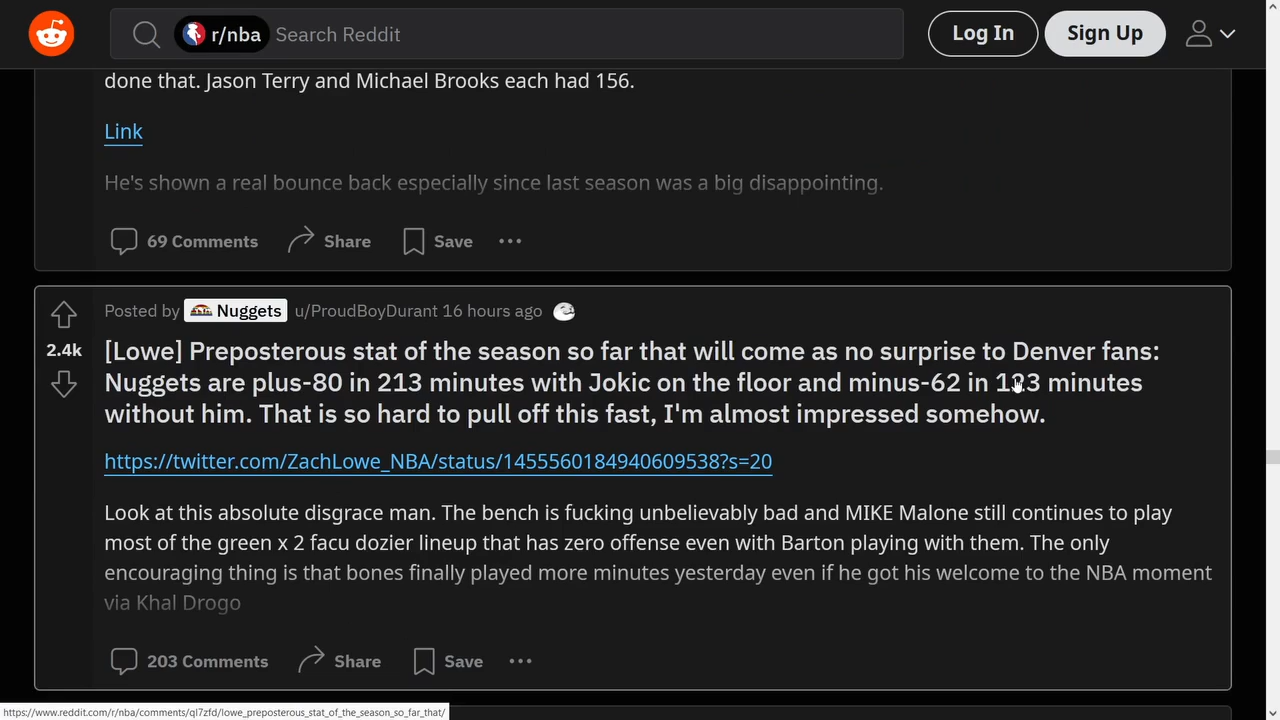 r/nba
Search Reddit
Log In
Sign Up
done that. Jason Terry and Michael Brooks each had 156.
Link
He's shown a real bounce back especially since last season was a big disappointing.
69 Comments
Share
Save
Posted by Nuggets u/ProudBoyDurant 16 hours ago
2.4k
[Lowe] Preposterous stat of the season so far that will come as no surprise to Denver fans:
Nuggets are plus-80 in 213 minutes with Jokic on the floor and minus-62 in 123 minutes
without him. That is so hard to pull off this fast, I'm almost impressed somehow.
https://twitter.com/ZachLowe_NBA/status/1455560184940609538?s=20
Look at this absolute disgrace man. The bench is fucking unbelievably bad and MIKE Malone still continues to play
most of the green x 2 facu dozier lineup that has zero offense even with Barton playing with them. The only
encouraging thing is that bones finally played more minutes yesterday even if he got his welcome to the NBA moment
via Khal Drogo
203 Comments
Share
Save
https://www.reddit.com/r/nba/comments/ql7zfd/lowe_preposterous_stat_of_the_season_so_far_that/